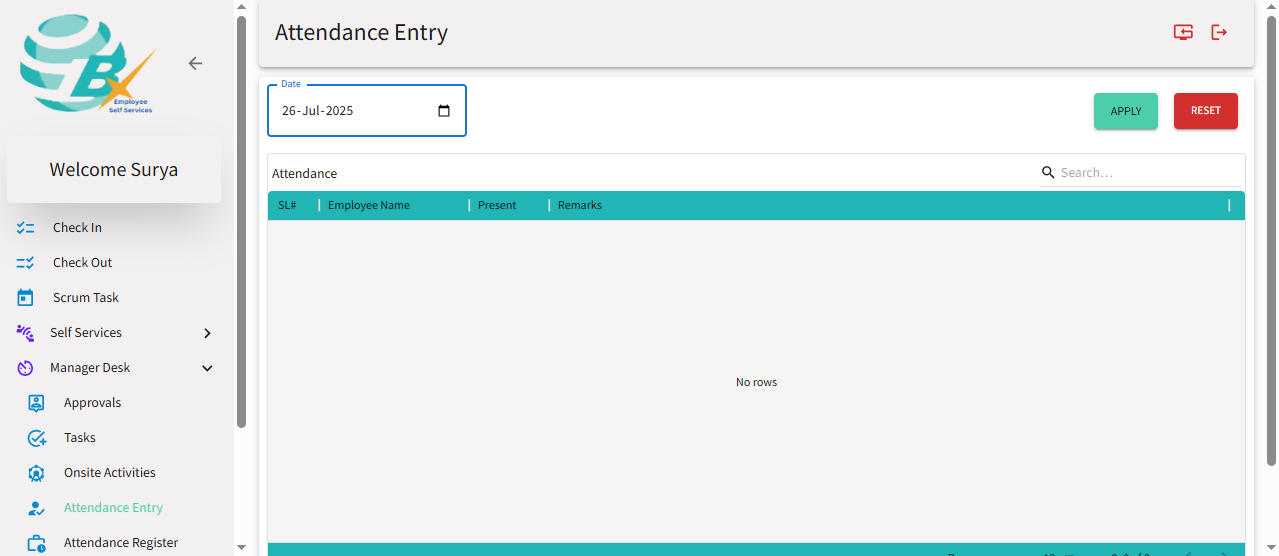 Bx
Employee
Self Services
Welcome Surya
Check In
Check Out
Scrum Task
Self Services
Manager Desk
Approvals
Tasks
Onsite Activities
Attendance Entry
Attendance Register
Attendance Entry
Date
26-Jul-2025
APPLY
RESET
Attendance
Search…
SL# Employee Name Present Remarks
No rows